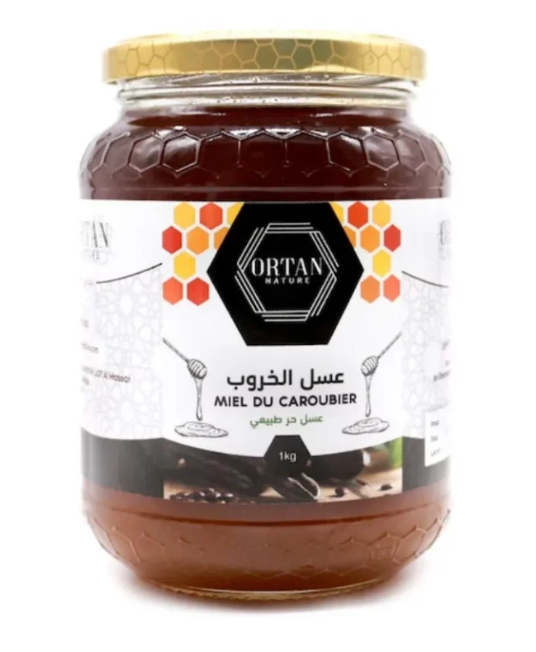 ORTAN
NATURE
عسل الخروب
MIEL DU CAROUBIER
عسل حر طبيعي
1kg